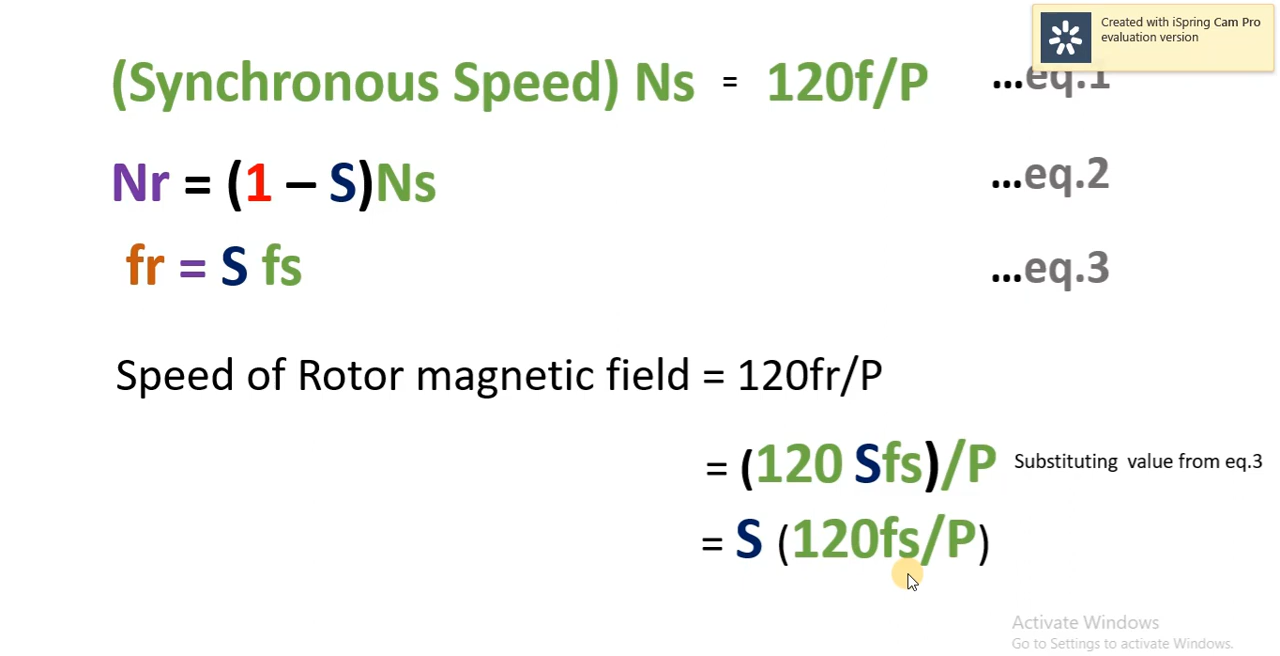 Created with iSpring Cam Pro
evaluation version
(Synchronous Speed) Ns = 120f/P ...eq.1
Nr = (1 – S)Ns ...eq.2
fr = S fs ...eq.3
Speed of Rotor magnetic field = 120fr/P
= (120 Sfs)/P Substituting value from eq.3
= S (120fs/P)
Activate Windows
Go to Settings to activate Windows.